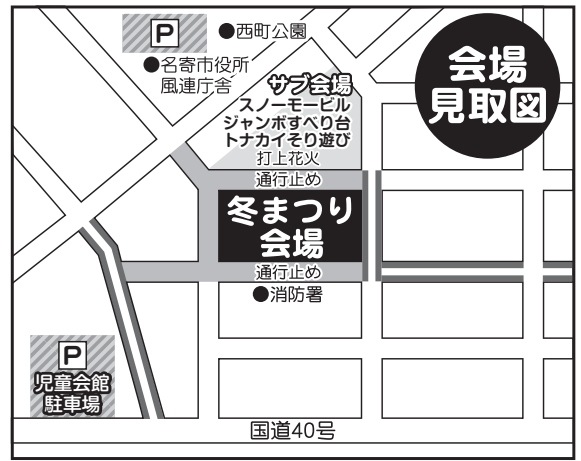 会場
見取図
P
●西町公園
●名寄市役所
風連庁舎
サブ会場
スノーモービル
ジャンボすべり台
トナカイそり遊び
打上花火
通行止め
冬まつり
会場
通行止め
●消防署
P
児童会館
駐車場
国道40号